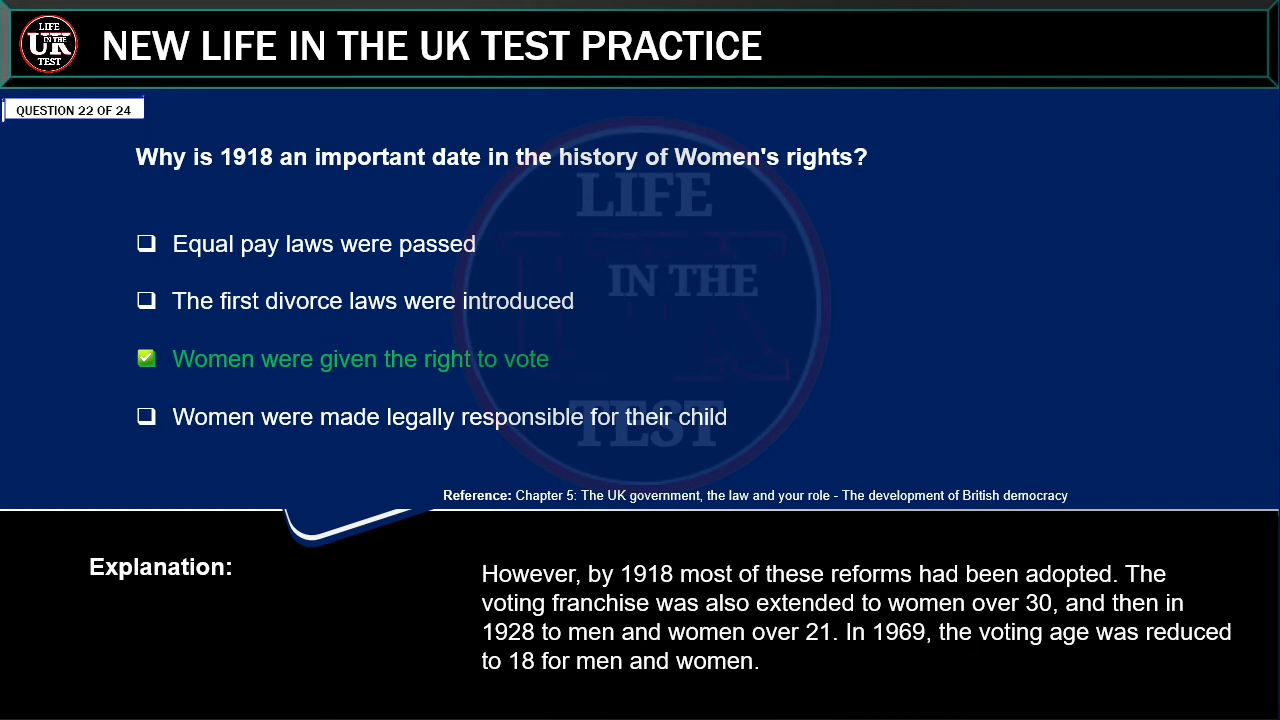 LIFE
IN THE
UK
TEST
NEW LIFE IN THE UK TEST PRACTICE
QUESTION 22 OF 24
Why is 1918 an important date in the history of Women's rights?
Equal pay laws were passed
The first divorce laws were introduced
Women were given the right to vote
Women were made legally responsible for their child
LIFE
IN THE
UK
TEST
Reference: Chapter 5: The UK government, the law and your role - The development of British democracy
Explanation:
However, by 1918 most of these reforms had been adopted. The
voting franchise was also extended to women over 30, and then in
1928 to men and women over 21. In 1969, the voting age was reduced
to 18 for men and women.